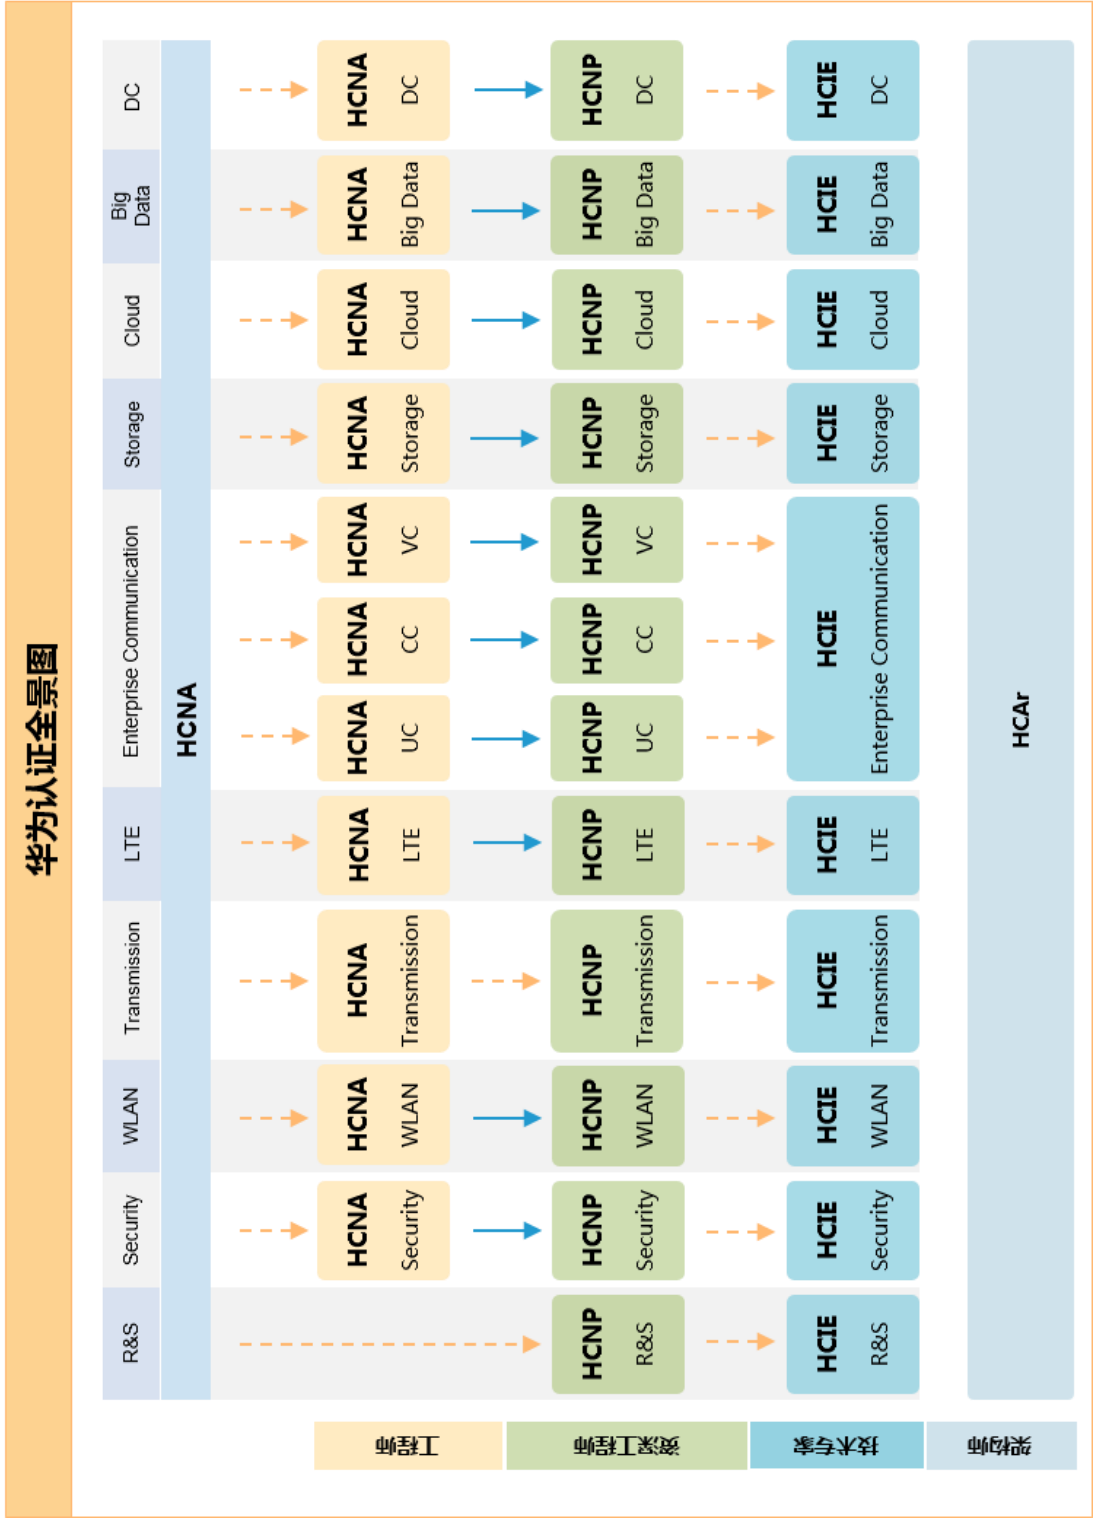 华为认证全景图
R&S
Security
WLAN
Transmission
LTE
Enterprise Communication
Storage
Cloud
Big
Data
DC
HCNA
工程师
HCNA
Security
HCNA
WLAN
HCNA
Transmission
HCNA
LTE
HCNA
UC
HCNA
CC
HCNA
VC
HCNA
Storage
HCNA
Cloud
HCNA
Big Data
HCNA
DC
资深工程师
HCNP
R&S
HCNP
Security
HCNP
WLAN
HCNP
Transmission
HCNP
LTE
HCNP
UC
HCNP
CC
HCNP
VC
HCNP
Storage
HCNP
Cloud
HCNP
Big Data
HCNP
DC
技术专家
HCIE
R&S
HCIE
Security
HCIE
WLAN
HCIE
Transmission
HCIE
LTE
HCIE
Enterprise Communication
HCIE
Storage
HCIE
Cloud
HCIE
Big Data
HCIE
DC
架构师
HCAr